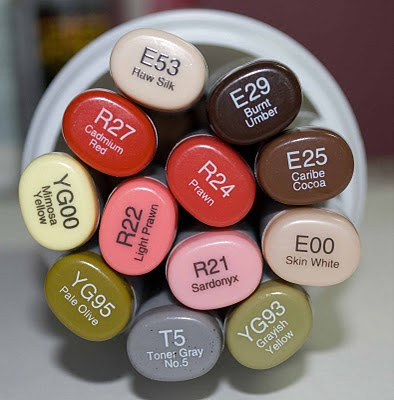 E53
Raw Silk
E29
Burnt
Umber
R27
Cadmium
Red
R24
Prawn
E25
Caribe
Cocoa
YG00
Mimosa
Yellow
R22
Light Prawn
R21
Sardonyx
E00
Skin White
YG95
Pale Olive
T5
Toner Gray
No.5
YG93
Grayish
Yellow